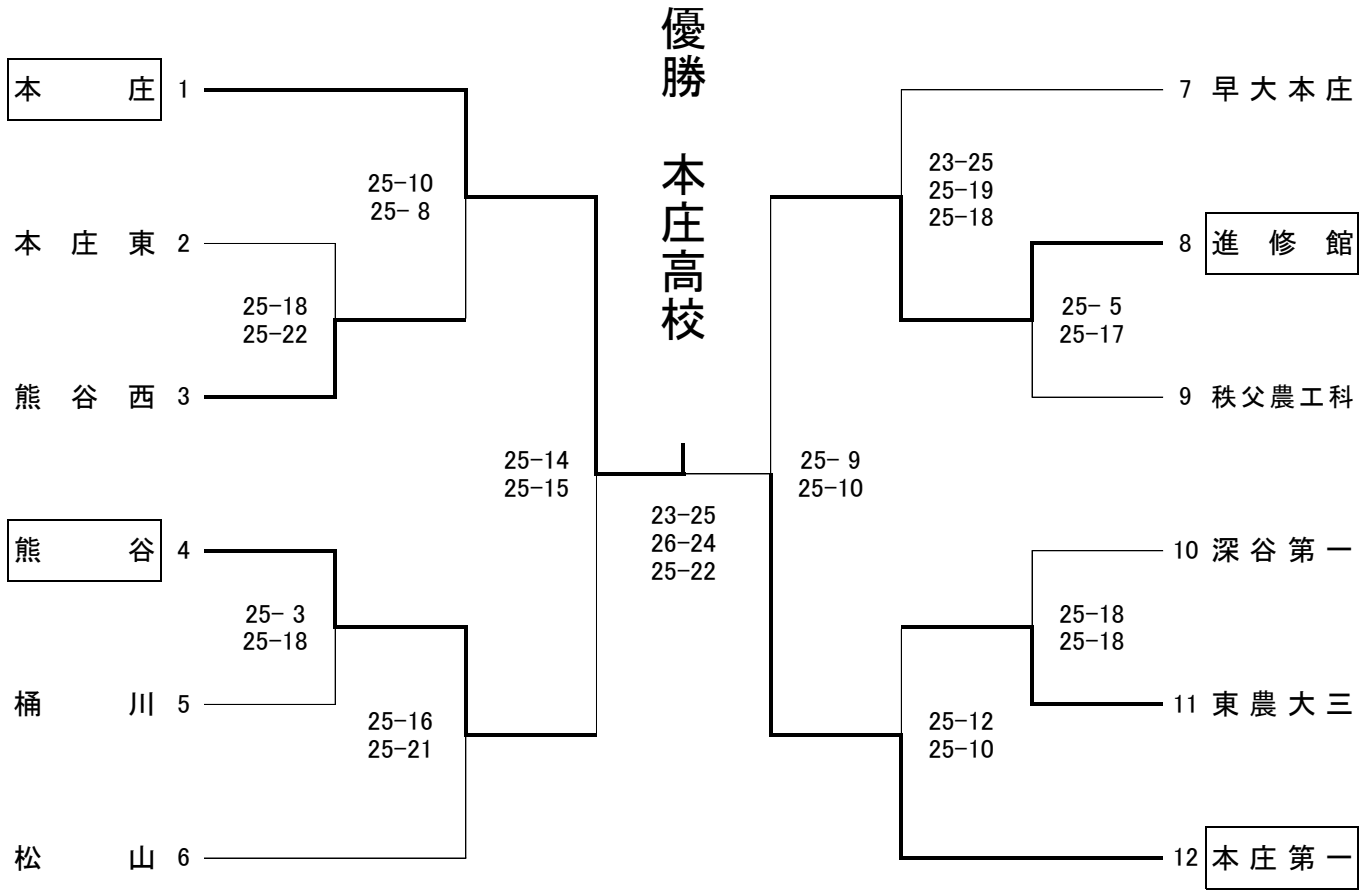 優勝 本庄高校
本庄 1
25-10
25- 8
本庄東 2
25-18
25-22
熊谷西 3
25-14
25-15
熊谷 4
25- 3
25-18
桶川 5
25-16
25-21
松山 6
23-25
26-24
25-22
7 早大本庄
23-25
25-19
25-18
8 進修館
25- 5
25-17
9 秩父農工科
25- 9
25-10
10 深谷第一
25-18
25-18
11 東農大三
25-12
25-10
12 本庄第一